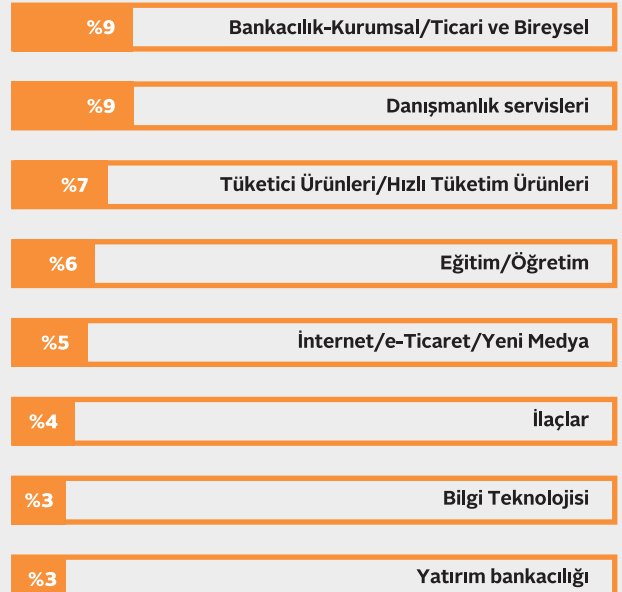 %9 Bankacılık-Kurumsal/Ticari ve Bireysel
%9 Danışmanlık servisleri
%7 Tüketici Ürünleri/Hızlı Tüketim Ürünleri
%6 Eğitim/Öğretim
%5 İnternet/e-Ticaret/Yeni Medya
%4 İlaçlar
%3 Bilgi Teknolojisi
%3 Yatırım bankacılığı